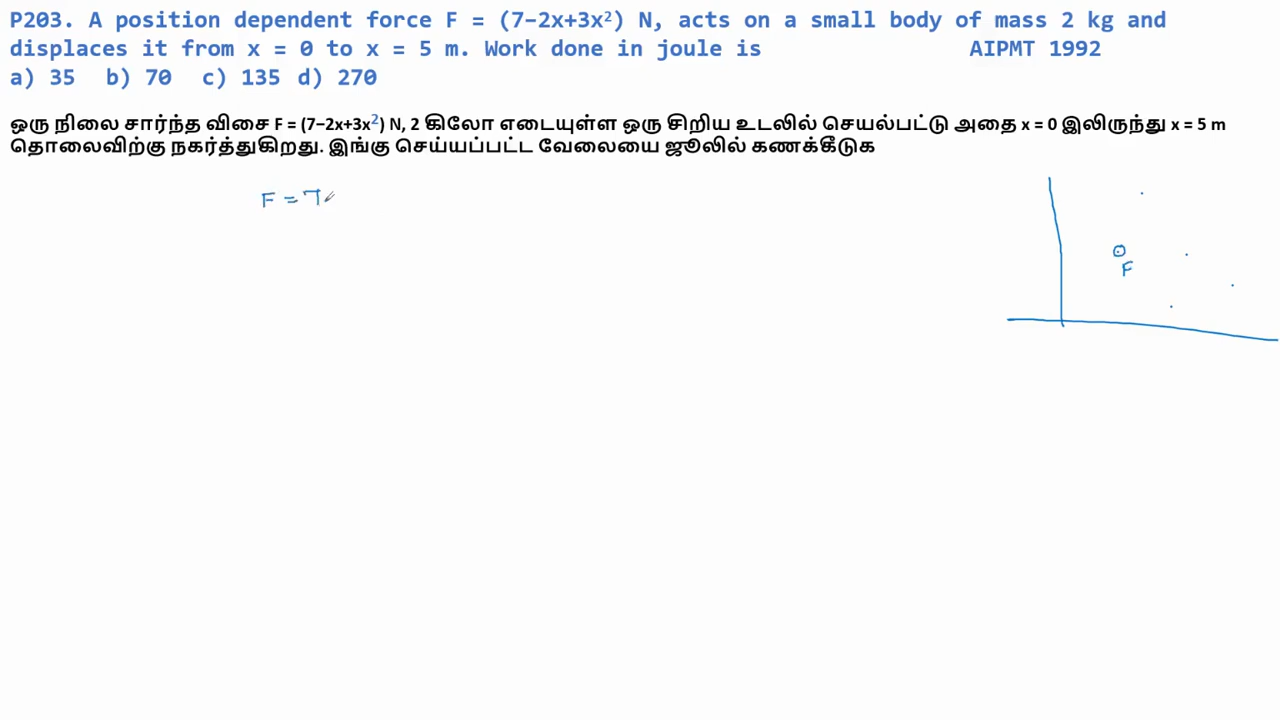 P203. A position dependent force F = (7−2x+3x²) N, acts on a small body of mass 2 kg and
displaces it from x = 0 to x = 5 m. Work done in joule is AIPMT 1992
a) 35 b) 70 c) 135 d) 270
ஒரு நிலை சார்ந்த விசை F = (7−2x+3x²) N, 2 கிலோ எடையுள்ள ஒரு சிறிய உடலில் செயல்பட்டு அதை x = 0 இலிருந்து x = 5 m
தொலைவிற்கு நகர்த்துகிறது. இங்கு செய்யப்பட்ட வேலையை ஜூலில் கணக்கீடுக
F = 7
F